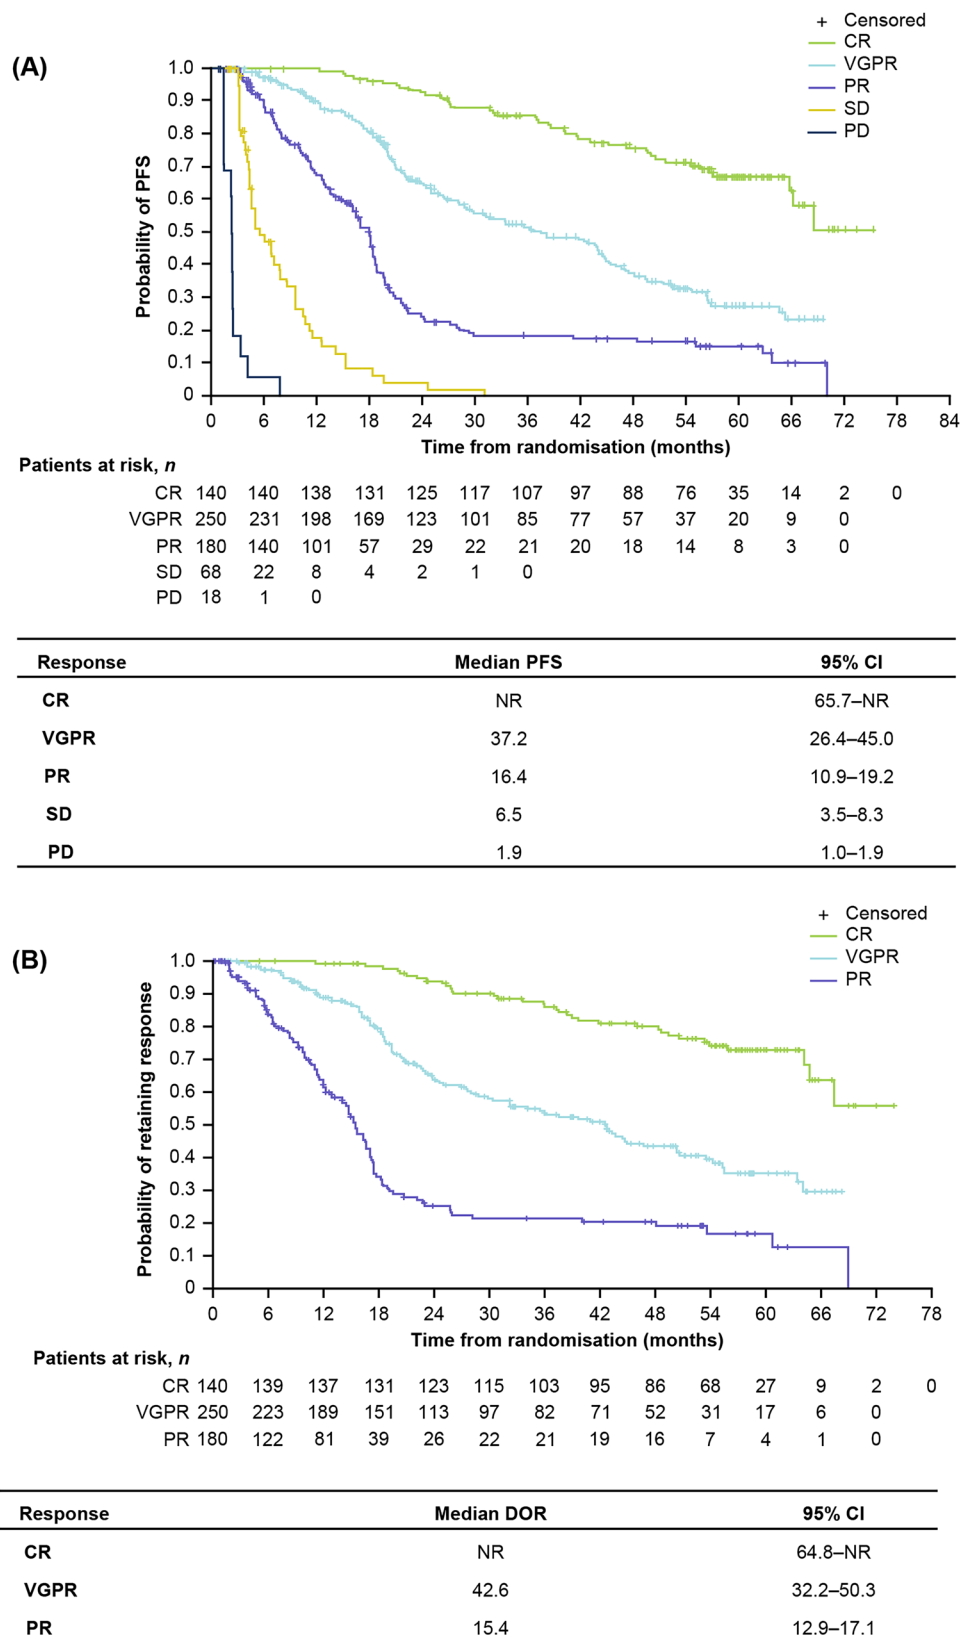 (A)
+ Censored
CR
VGPR
PR
SD
PD
Probability of PFS
1.0
0.9
0.8
0.7
0.6
0.5
0.4
0.3
0.2
0.1
0
0 6 12 18 24 30 36 42 48 54 60 66 72 78 84
Time from randomisation (months)
Patients at risk, n
CR 140 140 138 131 125 117 107 97 88 76 35 14 2 0
VGPR 250 231 198 169 123 101 85 77 57 37 20 9 0
PR 180 140 101 57 29 22 21 20 18 14 8 3 0
SD 68 22 8 4 2 1 0
PD 18 1 0
Response Median PFS 95% CI
CR NR 65.7–NR
VGPR 37.2 26.4–45.0
PR 16.4 10.9–19.2
SD 6.5 3.5–8.3
PD 1.9 1.0–1.9
(B)
+ Censored
CR
VGPR
PR
Probability of retaining response
1.0
0.9
0.8
0.7
0.6
0.5
0.4
0.3
0.2
0.1
0
0 6 12 18 24 30 36 42 48 54 60 66 72 78
Time from randomisation (months)
Patients at risk, n
CR 140 139 137 131 123 115 103 95 86 68 27 9 2 0
VGPR 250 223 189 151 113 97 82 71 52 31 17 6 0
PR 180 122 81 39 26 22 21 19 16 7 4 1 0
Response Median DOR 95% CI
CR NR 64.8–NR
VGPR 42.6 32.2–50.3
PR 15.4 12.9–17.1